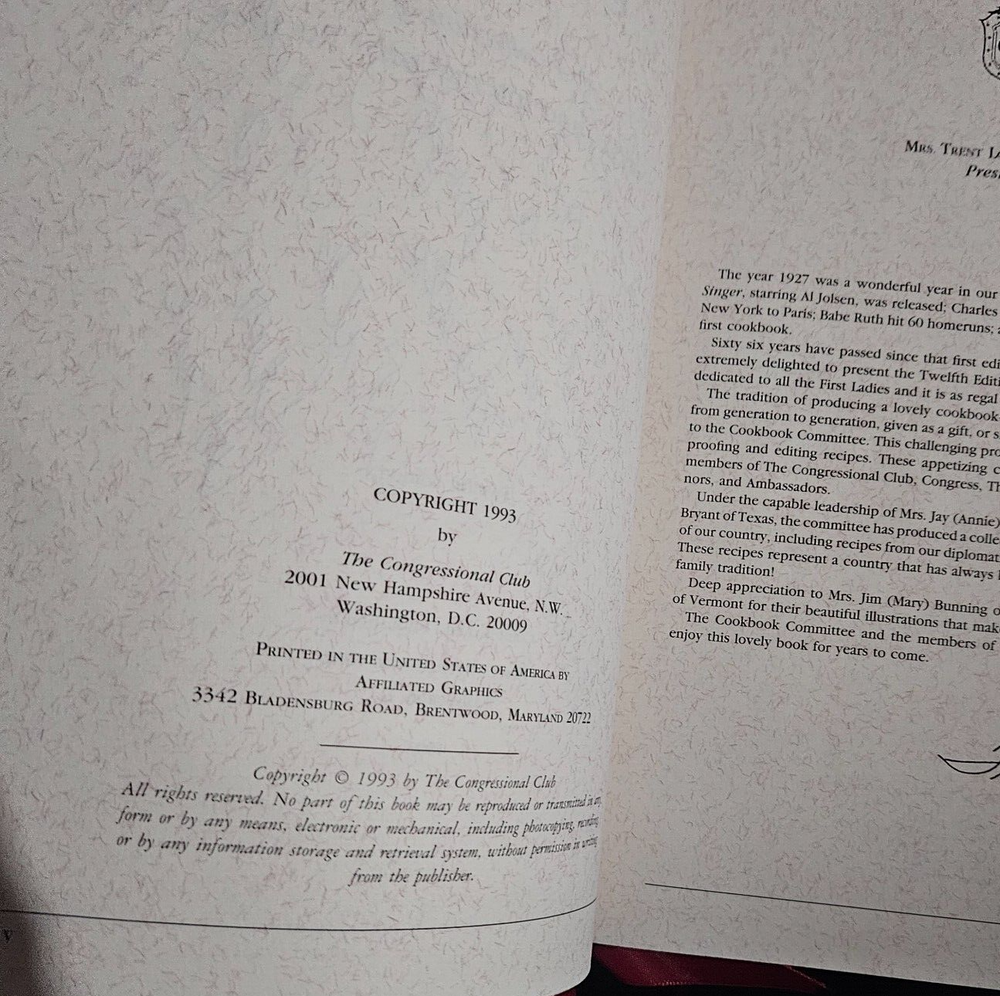 COPYRIGHT 1993
by
The Congressional Club
2001 New Hampshire Avenue, N.W.
Washington, D.C. 20009
PRINTED IN THE UNITED STATES OF AMERICA BY
AFFILIATED GRAPHICS
3342 BLADENSBURG ROAD, BRENTWOOD, MARYLAND 20722
Copyright © 1993 by The Congressional Club
All rights reserved. No part of this book may be reproduced or transmitted in any
form or by any means, electronic or mechanical, including photocopying, recording,
or by any information storage and retrieval system, without permission in writing
from the publisher.
v
MRS. TRENT
The year 1927 was a wonderful year in our
Singer, starring Al Jolsen, was released; Charles
New York to Paris; Babe Ruth hit 60 homeruns;
first cookbook.
Sixty six years have passed since that first
extremely delighted to present the Twelfth
dedicated to all the First Ladies and it is as regal
The tradition of producing a lovely cookbook
from generation to generation, given as a gift, or
to the Cookbook Committee. This challenging
proofing and editing recipes. These appetizing
members of The Congressional Club, Congress,
nors, and Ambassadors.
Under the capable leadership of Mrs. Jay (Annie)
Bryant of Texas, the committee has produced a
of our country, including recipes from our
These recipes represent a country that has always
family tradition!
Deep appreciation to Mrs. Jim (Mary) Bunning
of Vermont for their beautiful illustrations that
The Cookbook Committee and the members of
enjoy this lovely book for years to come.